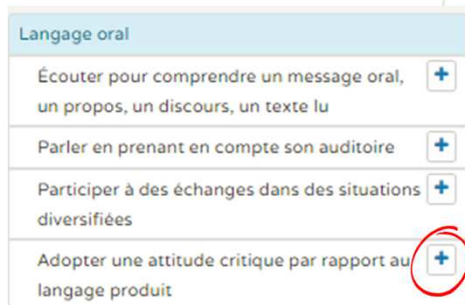 Langage oral
Écouter pour comprendre un message oral,
un propos, un discours, un texte lu
Parler en prenant en compte son auditoire
Participer à des échanges dans des situations
diversifiées
Adopter une attitude critique par rapport au
langage produit